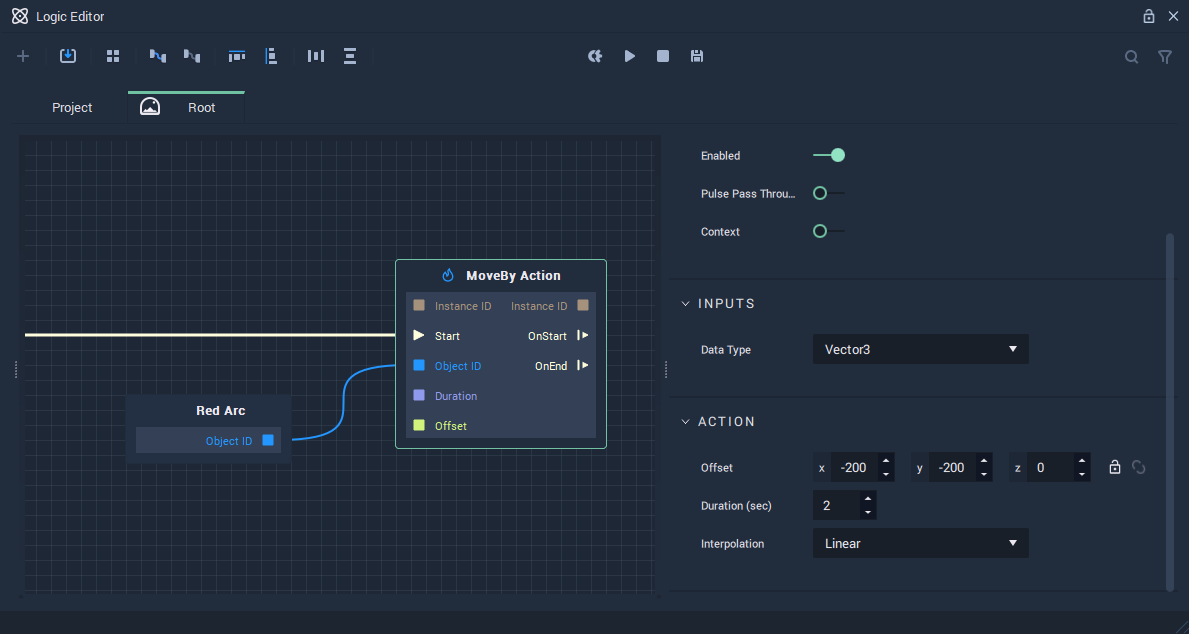 Logic Editor
Project
Root
MoveBy Action
Instance ID Instance ID
Start OnStart
Object ID OnEnd
Duration
Offset
Red Arc
Object ID
Enabled
Pulse Pass Throu...
Context
INPUTS
Data Type Vector3
ACTION
Offset x -200 y -200 z 0
Duration (sec) 2
Interpolation Linear